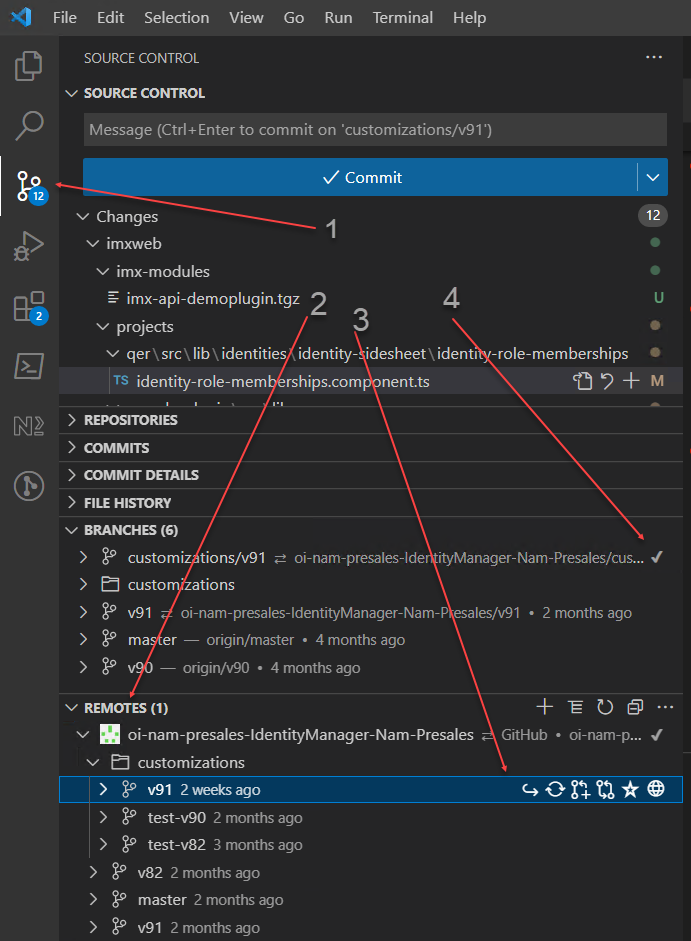 File Edit Selection View Go Run Terminal Help
SOURCE CONTROL ···
SOURCE CONTROL
Message (Ctrl+Enter to commit on 'customizations/v91')
Commit
12
Changes 12
1
imxweb
imx-modules
imx-api-demoplugin.tgz U
2 3 4
2
projects
qer\src\lib\identities\identity-sidesheet\identity-role-memberships
TS identity-role-memberships.component.ts M
REPOSITORIES
COMMITS
COMMIT DETAILS
FILE HISTORY
BRANCHES (6)
customizations/v91 ⇄ oi-nam-presales-IdentityManager-Nam-Presales/cus... ✓
customizations
v91 ⇄ oi-nam-presales-IdentityManager-Nam-Presales/v91 • 2 months ago
master — origin/master • 4 months ago
v90 — origin/v90 • 4 months ago
REMOTES (1) ···
oi-nam-presales-IdentityManager-Nam-Presales ⇄ GitHub • oi-nam-p... ✓
customizations
v91 2 weeks ago
test-v90 2 months ago
test-v82 3 months ago
v82 2 months ago
master 2 months ago
v91 2 months ago